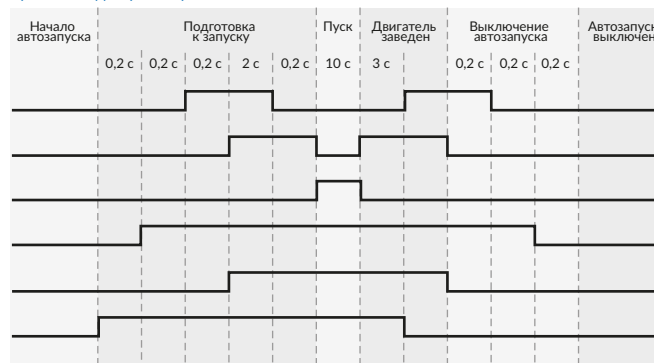 Начало
автозапуска
Подготовка
к запуску
Пуск
Двигатель
заведен
Выключение
автозапуска
Автозапуск
выключен
0,2 с 0,2 с 0,2 с 2 с 0,2 с 10 с 3 с 0,2 с 0,2 с 0,2 с